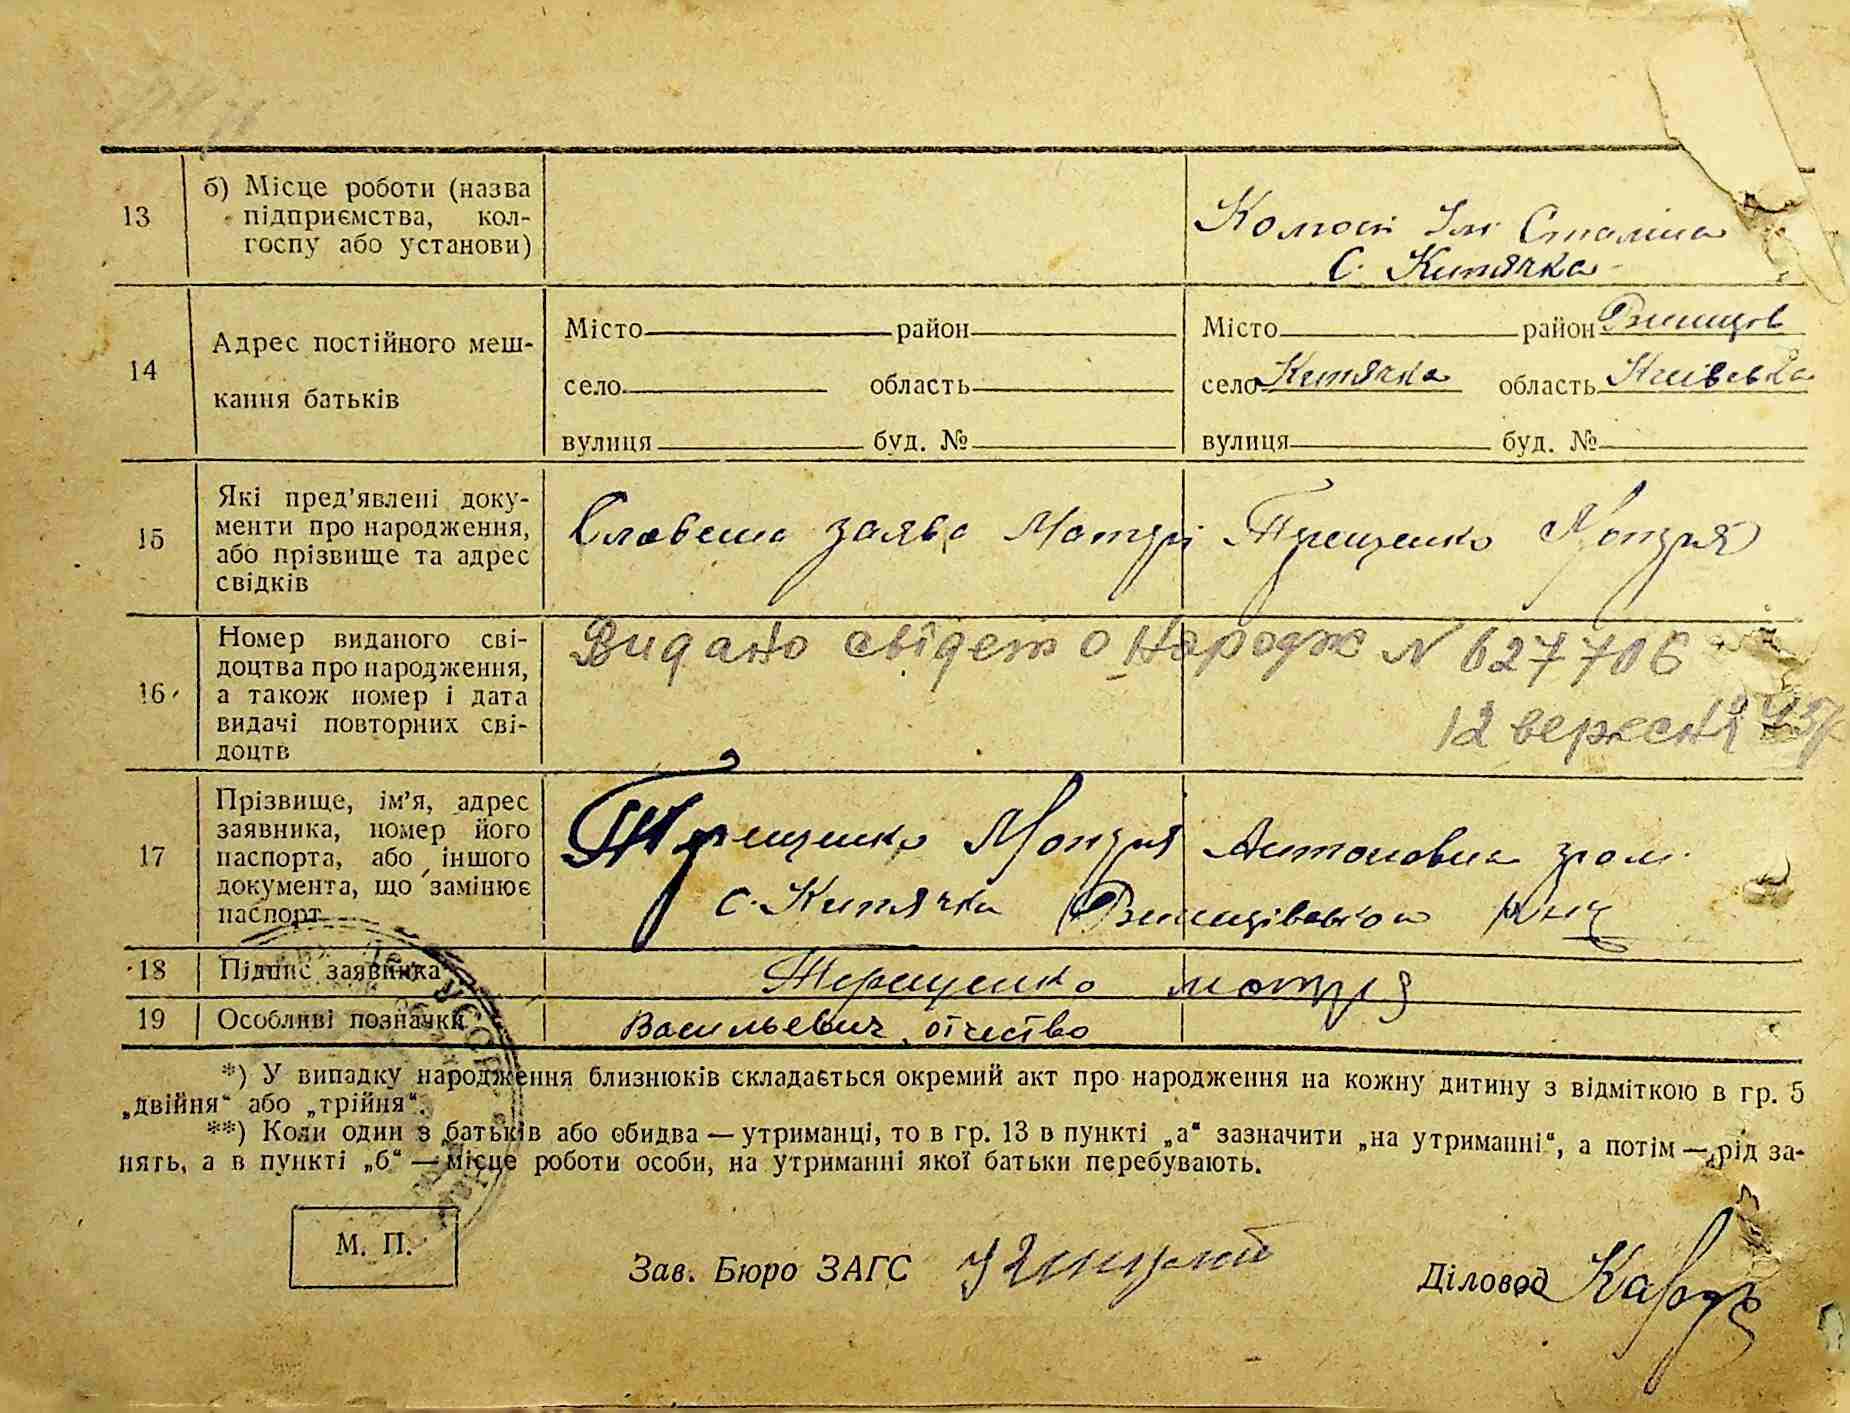 13 б) Місце роботи (назва
підприємства, кол-
госпу або установи)
Колгосп Ім Сталіна
с. Китячка
14 Адрес постійного меш-
кання батьків
Місто район Місто район Ржищов
село область село Китячка область Київська
вулиця буд. № вулиця буд. №
15 Які пред'явлені доку-
менти про народження,
або прізвище та адрес
свідків
Словесна заява Матері Терещенко Мотря
16 Номер виданого сві-
доцтва про народження,
а також номер і дата
видачі повторних сві-
доцтв
Видано свідет о Народж N 627706
12 вересня
17 Прізвище, ім'я, адрес
заявника, номер його
паспорта, або іншого
документа, що замінює
паспорт
Терещенко Мотря Антоновна гром.
с. Китячка Ржищівського
18 Підпис заявника Терещенко мотря
19 Особливі позначки Васильевич отчество
*) У випадку народження близнюків складається окремий акт про народження на кожну дитину з відміткою в гр. 5
„двійня“ або „трійня“.
**) Коли один з батьків або обидва — утриманці, то в гр. 13 в пункті „а“ зазначити „на утриманні“, а потім — рід за-
нять, а в пункті „б“ — місце роботи особи, на утриманні якої батьки перебувають.
М. П.
Зав. Бюро ЗАГС
Діловод